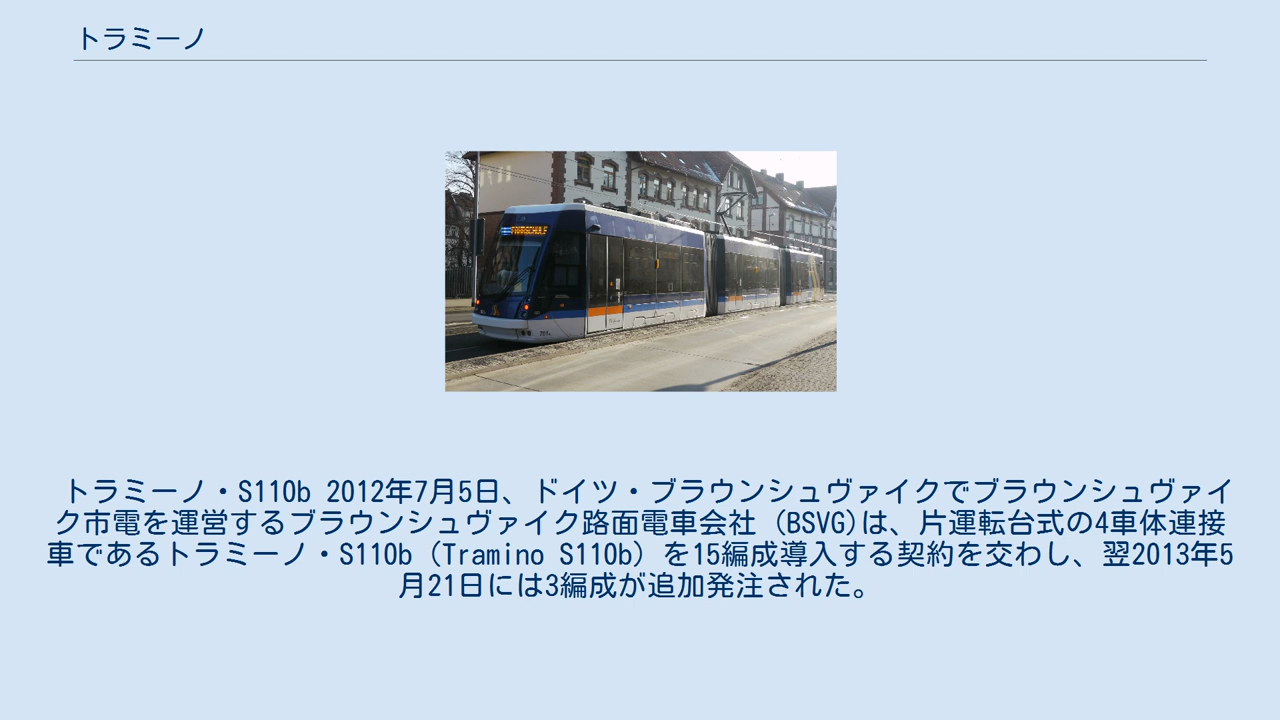 トラミーノ
FAHRSCHULE
トラミーノ・S110b 2012年7月5日、ドイツ・ブラウンシュヴァイクでブラウンシュヴァイ
ク市電を運営するブラウンシュヴァイク路面電車会社 (BSVG)は、片運転台式の4車体連接
車であるトラミーノ・S110b（Tramino S110b）を15編成導入する契約を交わし、翌2013年5
月21日には3編成が追加発注された。